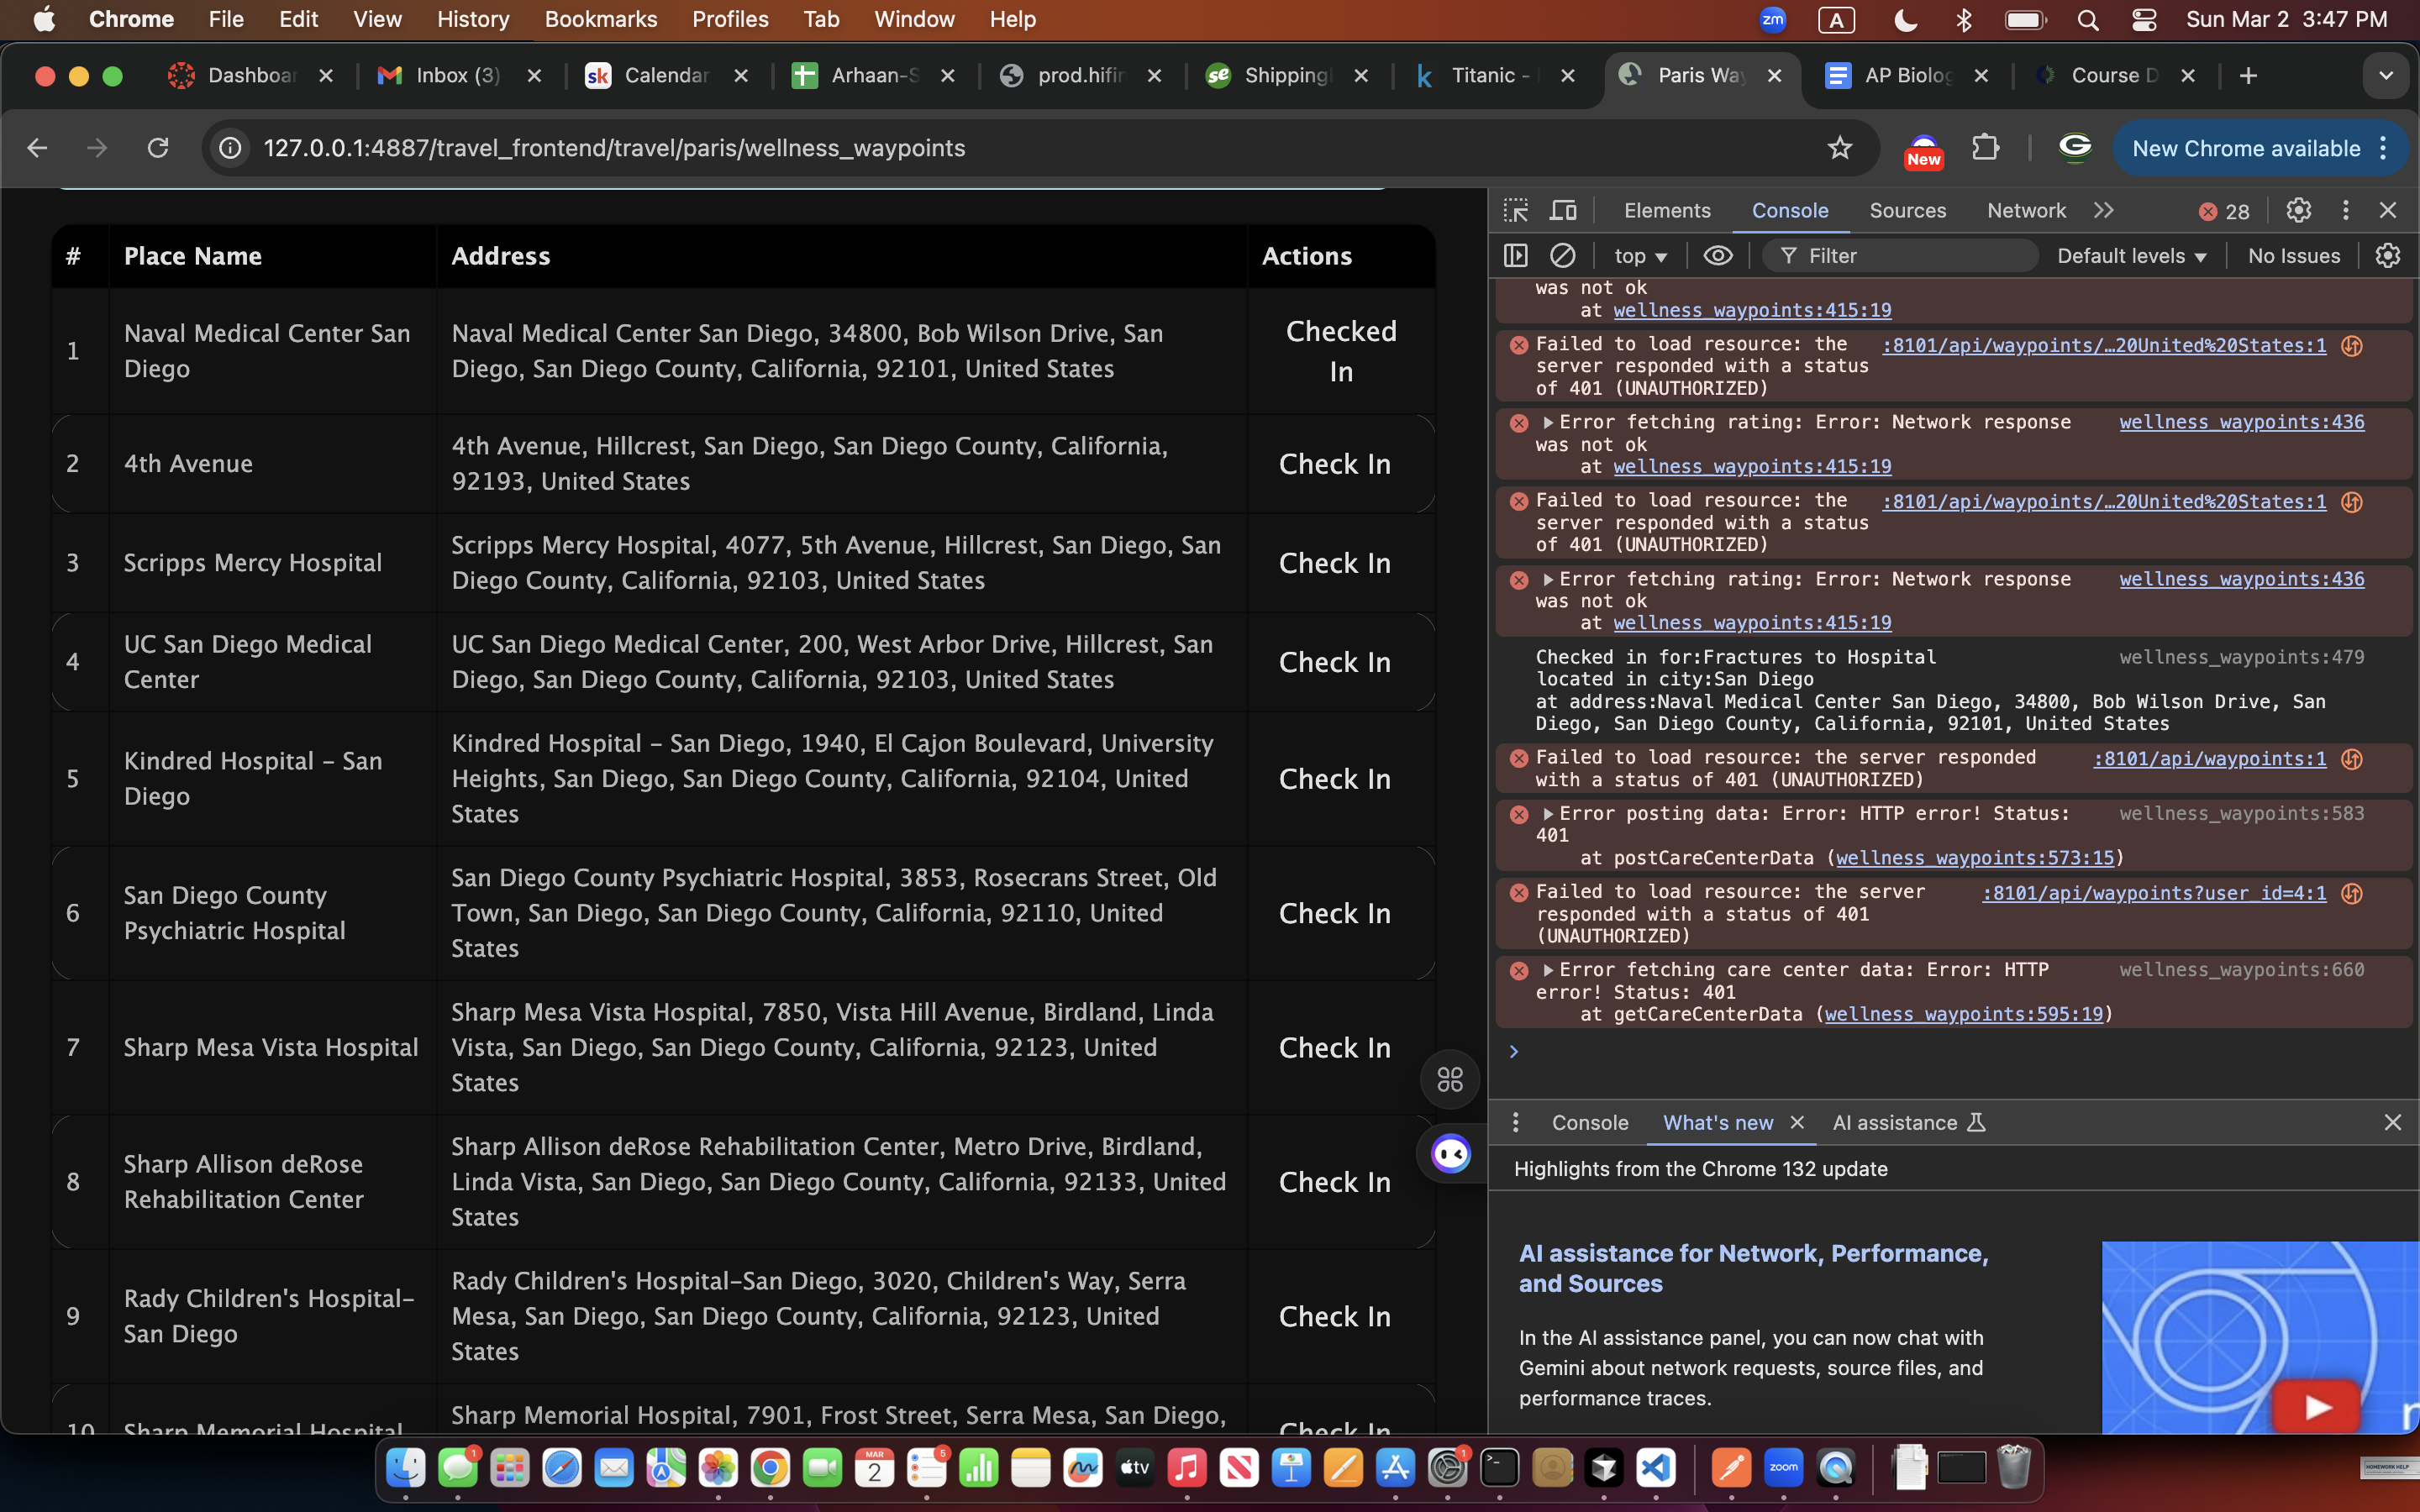 Chrome File Edit View History Bookmarks Profiles Tab Window Help
zm A Sun Mar 2 3:47 PM
Dashboar Inbox (3) sk Calendar Arhaan-S prod.hifin se Shipping k Titanic - Paris Way AP Biolog Course D
127.0.0.1:4887/travel_frontend/travel/paris/wellness_waypoints
New G New Chrome available
# Place Name Address Actions
1 Naval Medical Center San Diego
Naval Medical Center San Diego, 34800, Bob Wilson Drive, San
Diego, San Diego County, California, 92101, United States
Checked
In
2 4th Avenue
4th Avenue, Hillcrest, San Diego, San Diego County, California,
92193, United States
Check In
3 Scripps Mercy Hospital
Scripps Mercy Hospital, 4077, 5th Avenue, Hillcrest, San Diego, San
Diego County, California, 92103, United States
Check In
4 UC San Diego Medical
Center
UC San Diego Medical Center, 200, West Arbor Drive, Hillcrest, San
Diego, San Diego County, California, 92103, United States
Check In
5 Kindred Hospital – San
Diego
Kindred Hospital – San Diego, 1940, El Cajon Boulevard, University
Heights, San Diego, San Diego County, California, 92104, United
States
Check In
6 San Diego County
Psychiatric Hospital
San Diego County Psychiatric Hospital, 3853, Rosecrans Street, Old
Town, San Diego, San Diego County, California, 92110, United
States
Check In
7 Sharp Mesa Vista Hospital
Sharp Mesa Vista Hospital, 7850, Vista Hill Avenue, Birdland, Linda
Vista, San Diego, San Diego County, California, 92123, United
States
Check In
8 Sharp Allison deRose
Rehabilitation Center
Sharp Allison deRose Rehabilitation Center, Metro Drive, Birdland,
Linda Vista, San Diego, San Diego County, California, 92133, United
States
Check In
9 Rady Children's Hospital-
San Diego
Rady Children's Hospital-San Diego, 3020, Children's Way, Serra
Mesa, San Diego, San Diego County, California, 92123, United
States
Check In
10 Sharp Memorial Hospital
Sharp Memorial Hospital, 7901, Frost Street, Serra Mesa, San Diego,
Check In
Elements Console Sources Network 28
top Filter Default levels No Issues
was not ok
at wellness_waypoints:415:19
Failed to load resource: the :8101/api/waypoints/…20United%20States:1
server responded with a status
of 401 (UNAUTHORIZED)
Error fetching rating: Error: Network response wellness_waypoints:436
was not ok
at wellness_waypoints:415:19
Failed to load resource: the :8101/api/waypoints/…20United%20States:1
server responded with a status
of 401 (UNAUTHORIZED)
Error fetching rating: Error: Network response wellness_waypoints:436
was not ok
at wellness_waypoints:415:19
Checked in for:Fractures to Hospital wellness_waypoints:479
located in city:San Diego
at address:Naval Medical Center San Diego, 34800, Bob Wilson Drive, San
Diego, San Diego County, California, 92101, United States
Failed to load resource: the server responded :8101/api/waypoints:1
with a status of 401 (UNAUTHORIZED)
Error posting data: Error: HTTP error! Status: wellness_waypoints:583
401
at postCareCenterData (wellness_waypoints:573:15)
Failed to load resource: the server :8101/api/waypoints?user_id=4:1
responded with a status of 401
(UNAUTHORIZED)
Error fetching care center data: Error: HTTP wellness_waypoints:660
error! Status: 401
at getCareCenterData (wellness_waypoints:595:19)
Console What's new AI assistance
Highlights from the Chrome 132 update
AI assistance for Network, Performance,
and Sources
In the AI assistance panel, you can now chat with
Gemini about network requests, source files, and
performance traces.
1 MAR 2 5 tv 1 zoom
HOMEWORK HELP